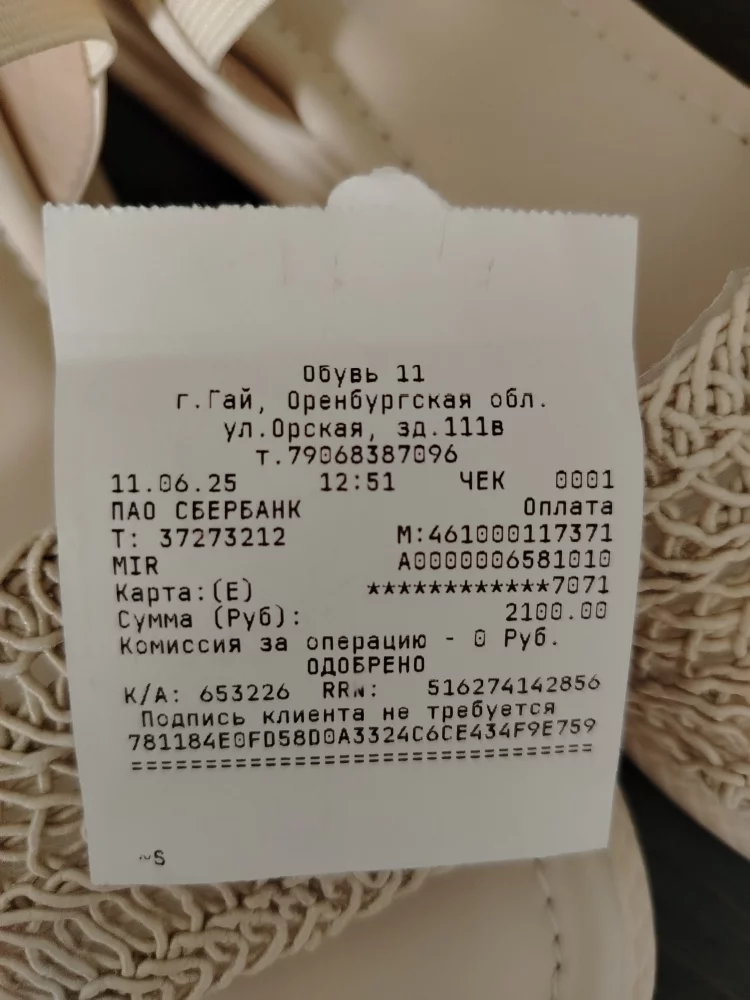 Обувь 11
г.Гай, Оренбургская обл.
ул.Орская, зд.111в
т.79068387096
11.06.25 12:51 ЧЕК 0001
ПАО СБЕРБАНК Оплата
Т: 37273212 М:461000117371
MIR A0000006581010
Карта:(E) ************7071
Сумма (Руб): 2100.00
Комиссия за операцию - 0 Руб.
ОДОБРЕНО
К/А: 653226 RRN: 516274142856
Подпись клиента не требуется
781184E0FD58D0A3324C6CE434F9E759
================================
~S